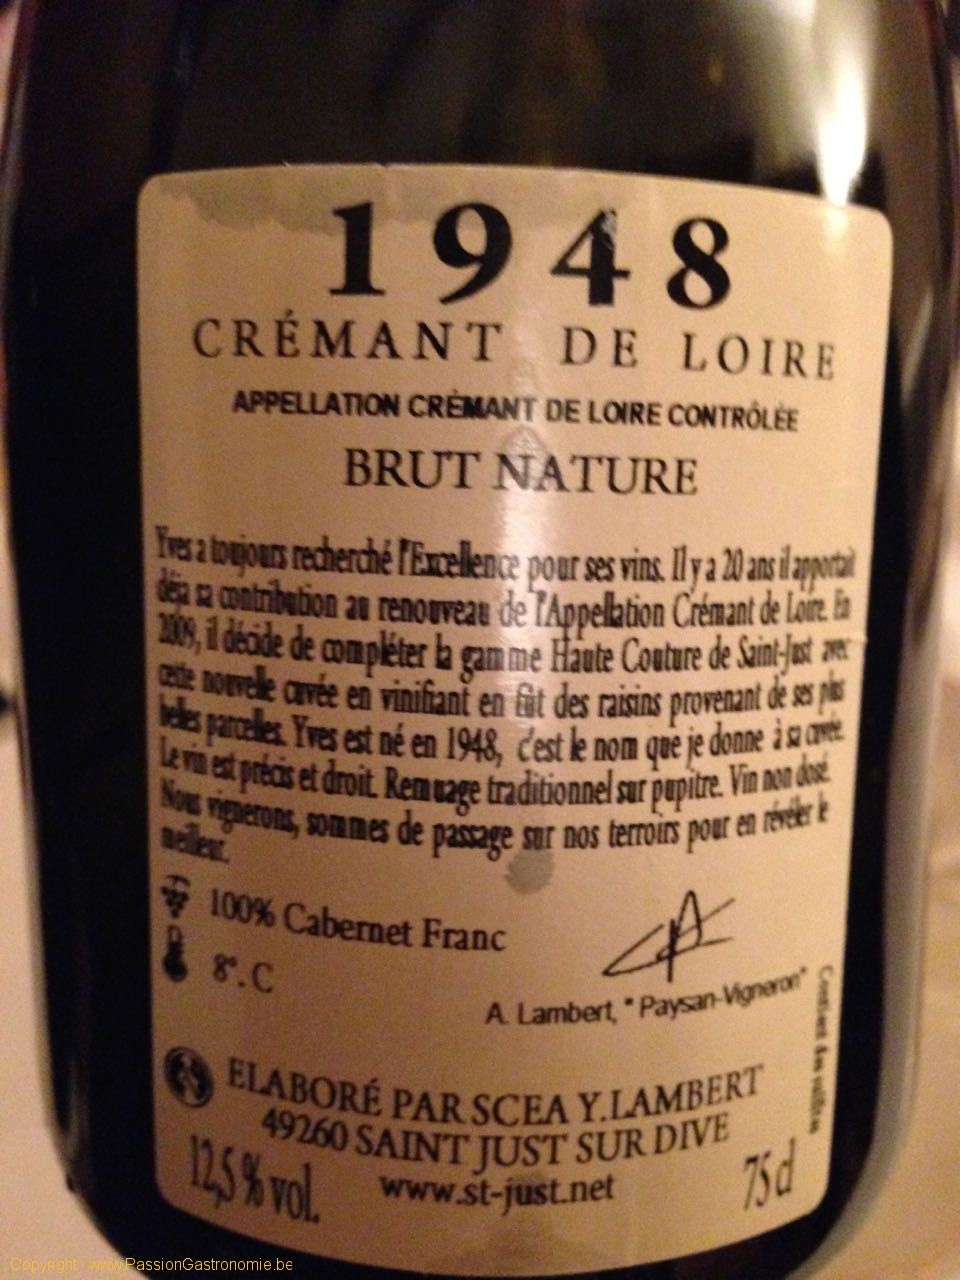 1948
CRÉMANT DE LOIRE
APPELLATION CRÉMANT DE LOIRE CONTRÔLÉE
BRUT NATURE
Yves a toujours recherché l'Excellence pour ses vins. Il y a 20 ans il apportait
déja sa contribution au renouveau de l'Appellation Crémant de Loire. En
2009, il décide de compléter la gamme Haute Couture de Saint-Just avec
cette nouvelle cuvée en vinifiant en fût des raisins provenant de ses plus
belles parcelles. Yves est né en 1948, c'est le nom que je donne à sa cuvée.
Le vin est précis et droit. Remuage traditionnel sur pupitre. Vin non dosé.
Nous vignerons, sommes de passage sur nos terroirs pour en révéler le
meilleur.
100% Cabernet Franc
8°. C
A. Lambert, "Paysan-Vigneron"
Contient des sulfites
ELABORÉ PAR SCEA Y.LAMBERT
49260 SAINT JUST SUR DIVE
12,5 % vol. www.st-just.net 75 cl
Copyright - www.PassionGastronomie.be